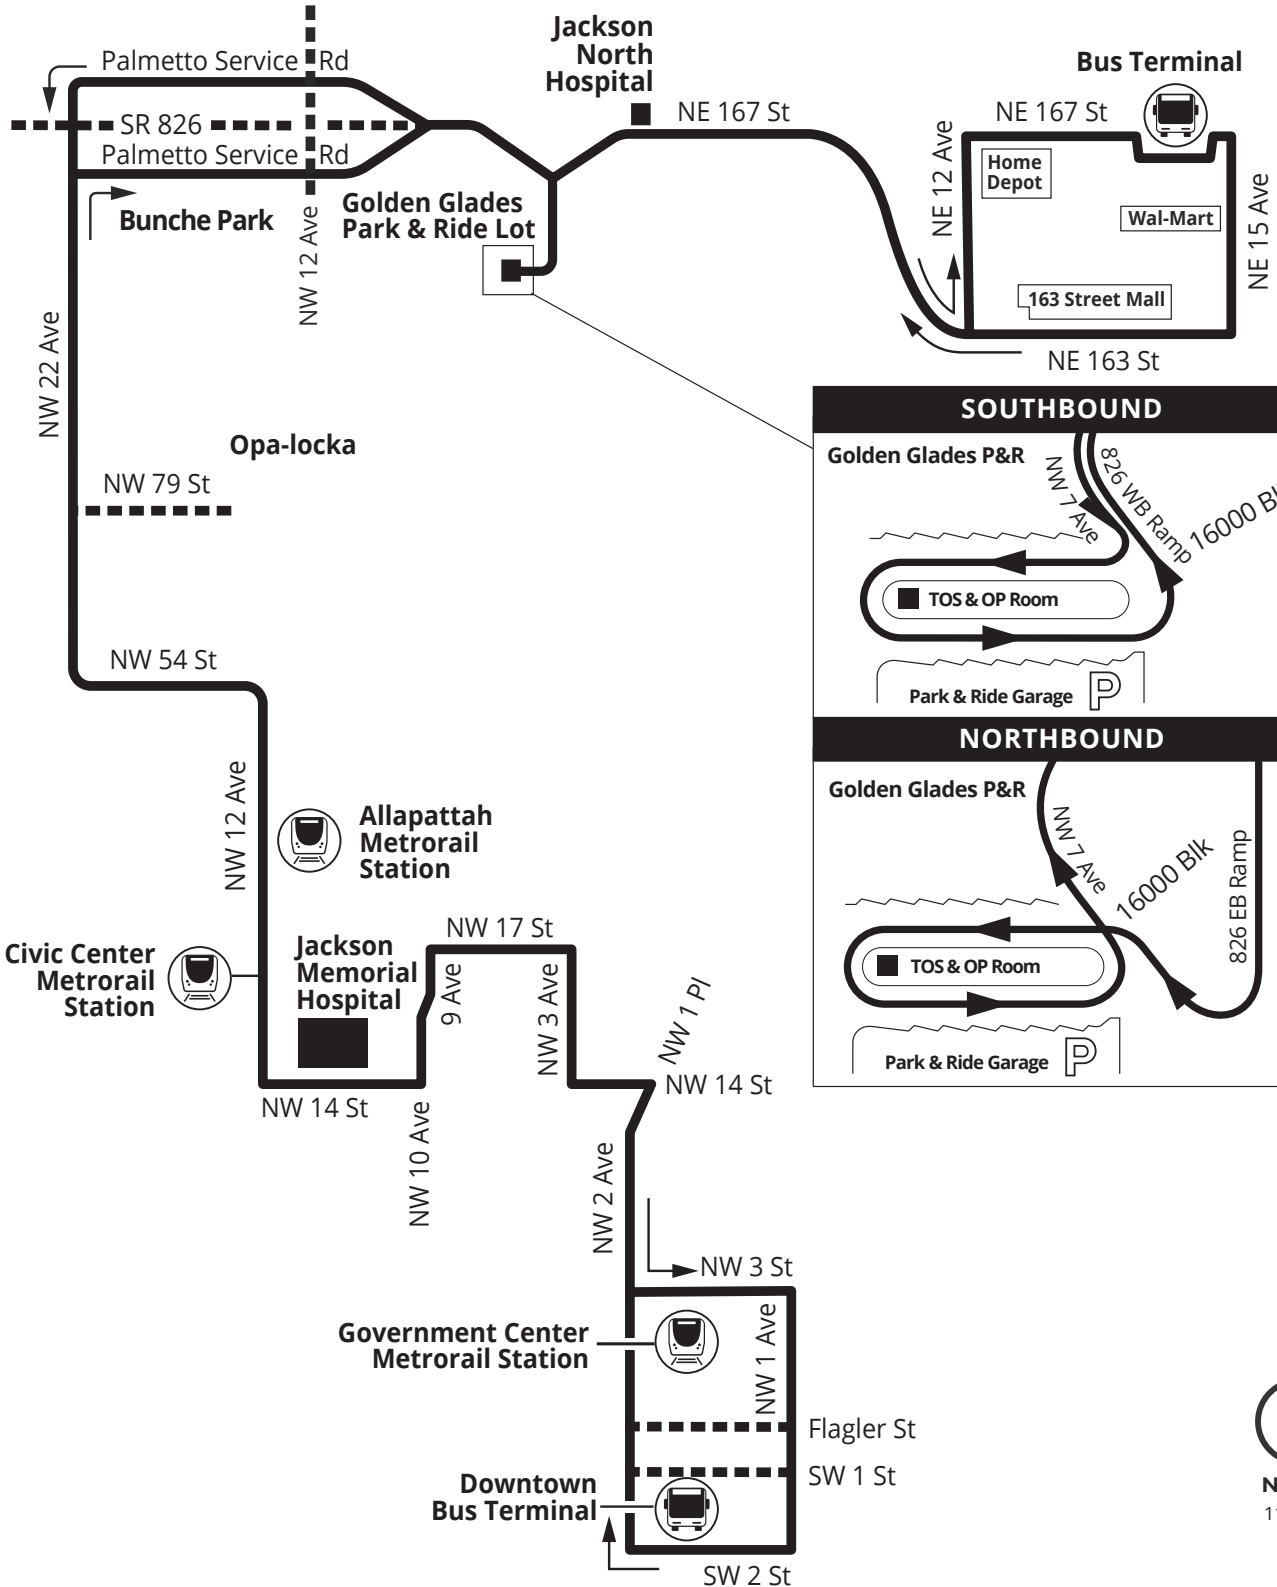 Jackson
North
Hospital
Palmetto Service Rd
Bus Terminal
SR 826
NE 167 St
NE 167 St
Palmetto Service Rd
NE 12 Ave
Home
Depot
Bunche Park
NW 12 Ave
Golden Glades
Park & Ride Lot
Wal-Mart
NE 15 Ave
163 Street Mall
NE 163 St
NW 22 Ave
SOUTHBOUND
Golden Glades P&R
NW 7 Ave
826 WB Ramp
16000
TOS & OP Room
Park & Ride Garage P
Opa-locka
NW 79 St
NW 54 St
NORTHBOUND
Golden Glades P&R
NW 7 Ave
16000 Blk
826 EB Ramp
TOS & OP Room
Park & Ride Garage P
NW 12 Ave
Allapattah
Metrorail
Station
Civic Center
Metrorail
Station
Jackson
Memorial
Hospital
NW 17 St
9 Ave
NW 3 Ave
NW 1 Pl
NW 14 St
NW 14 St
NW 10 Ave
NW 2 Ave
NW 3 St
Government Center
Metrorail Station
NW 1 Ave
Flagler St
SW 1 St
Downtown
Bus Terminal
SW 2 St